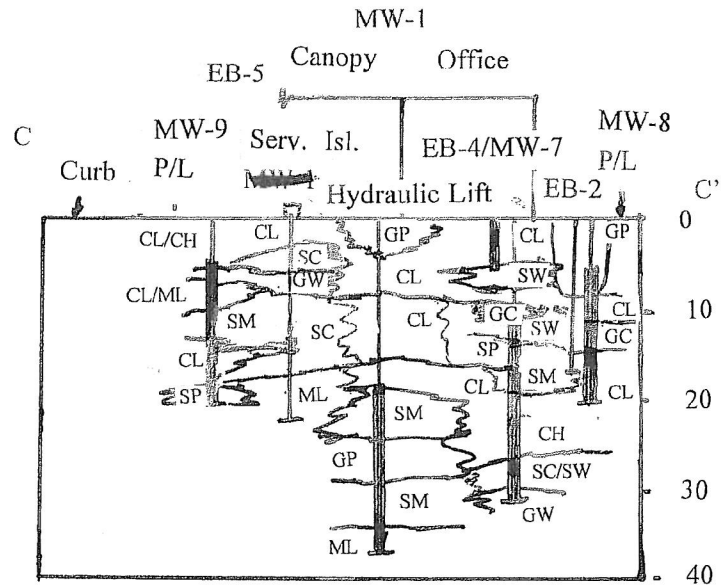 MW-1
Canopy Office
EB-5
C MW-9 Serv. Isl. EB-4/MW-7 MW-8
Curb P/L P/L
Hydraulic Lift EB-2 C'
0
CL/CH CL GP CL GP
SC
GW CL SW
CL/ML CL
10
SM SC CL GC SW GC
SP
CL SM
CL CL
SP ML SM 20
CH
GP SC/SW
SM 30
GW
ML
40